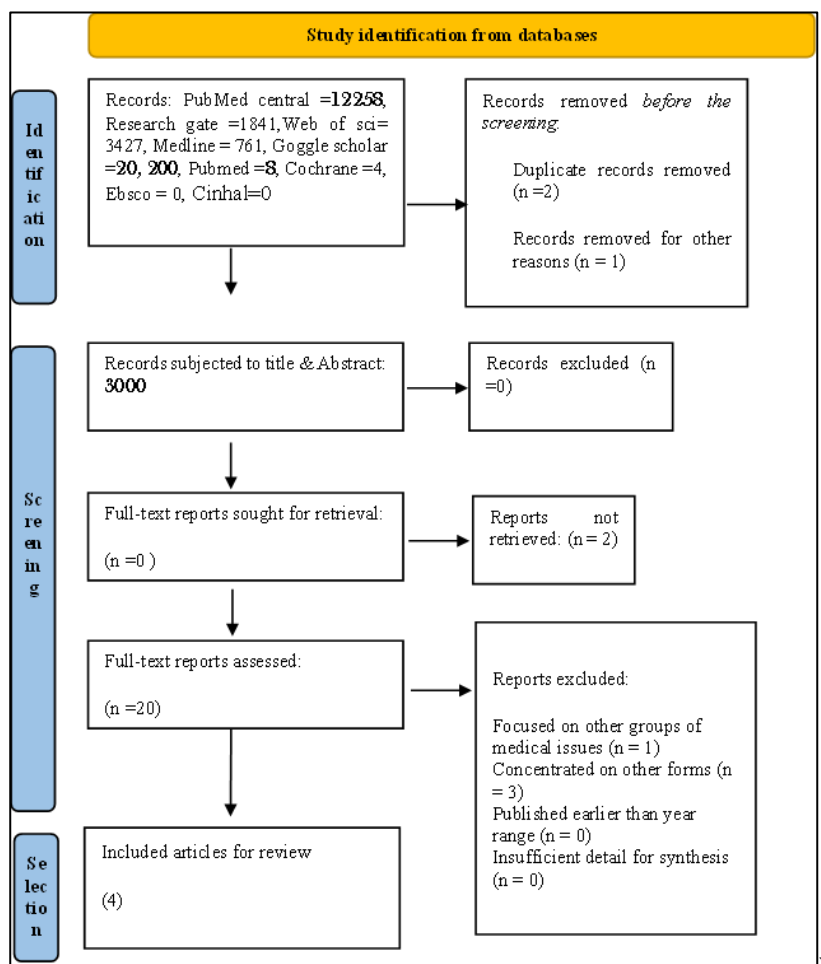 Study identification from databases
Id
en
tif
ic
ati
on
Records: PubMed central =12258,
Research gate =1841,Web of sci=
3427, Medline = 761, Goggle scholar
=20, 200, Pubmed =8, Cochrane =4,
Ebsco = 0, Cinhal=0
Records removed before the
screening:
Duplicate records removed
(n =2)
Records removed for other
reasons (n = 1)
Sc
re
en
in
g
Records subjected to title & Abstract:
3000
Records excluded (n
=0)
Full-text reports sought for retrieval:
(n =0 )
Reports not
retrieved: (n = 2)
Full-text reports assessed:
(n =20)
Reports excluded:
Focused on other groups of
medical issues (n = 1)
Concentrated on other forms (n
= 3)
Published earlier than year
range (n = 0)
Insufficient detail for synthesis
(n = 0)
Se
lec
tio
n
Included articles for review
(4)